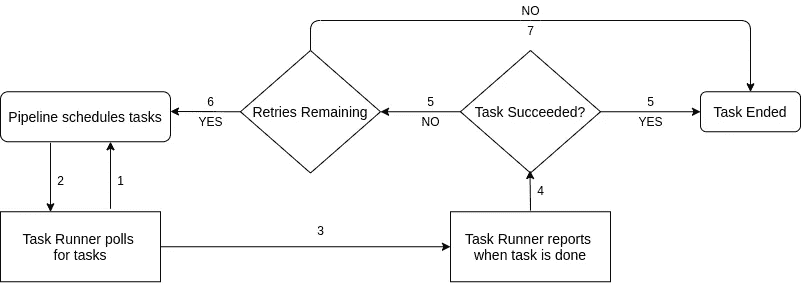 NO
7
6
YES
Retries Remaining
5
NO
Task Succeeded?
5
YES
Task Ended
Pipeline schedules tasks
2
1
4
3
Task Runner polls
for tasks
Task Runner reports
when task is done